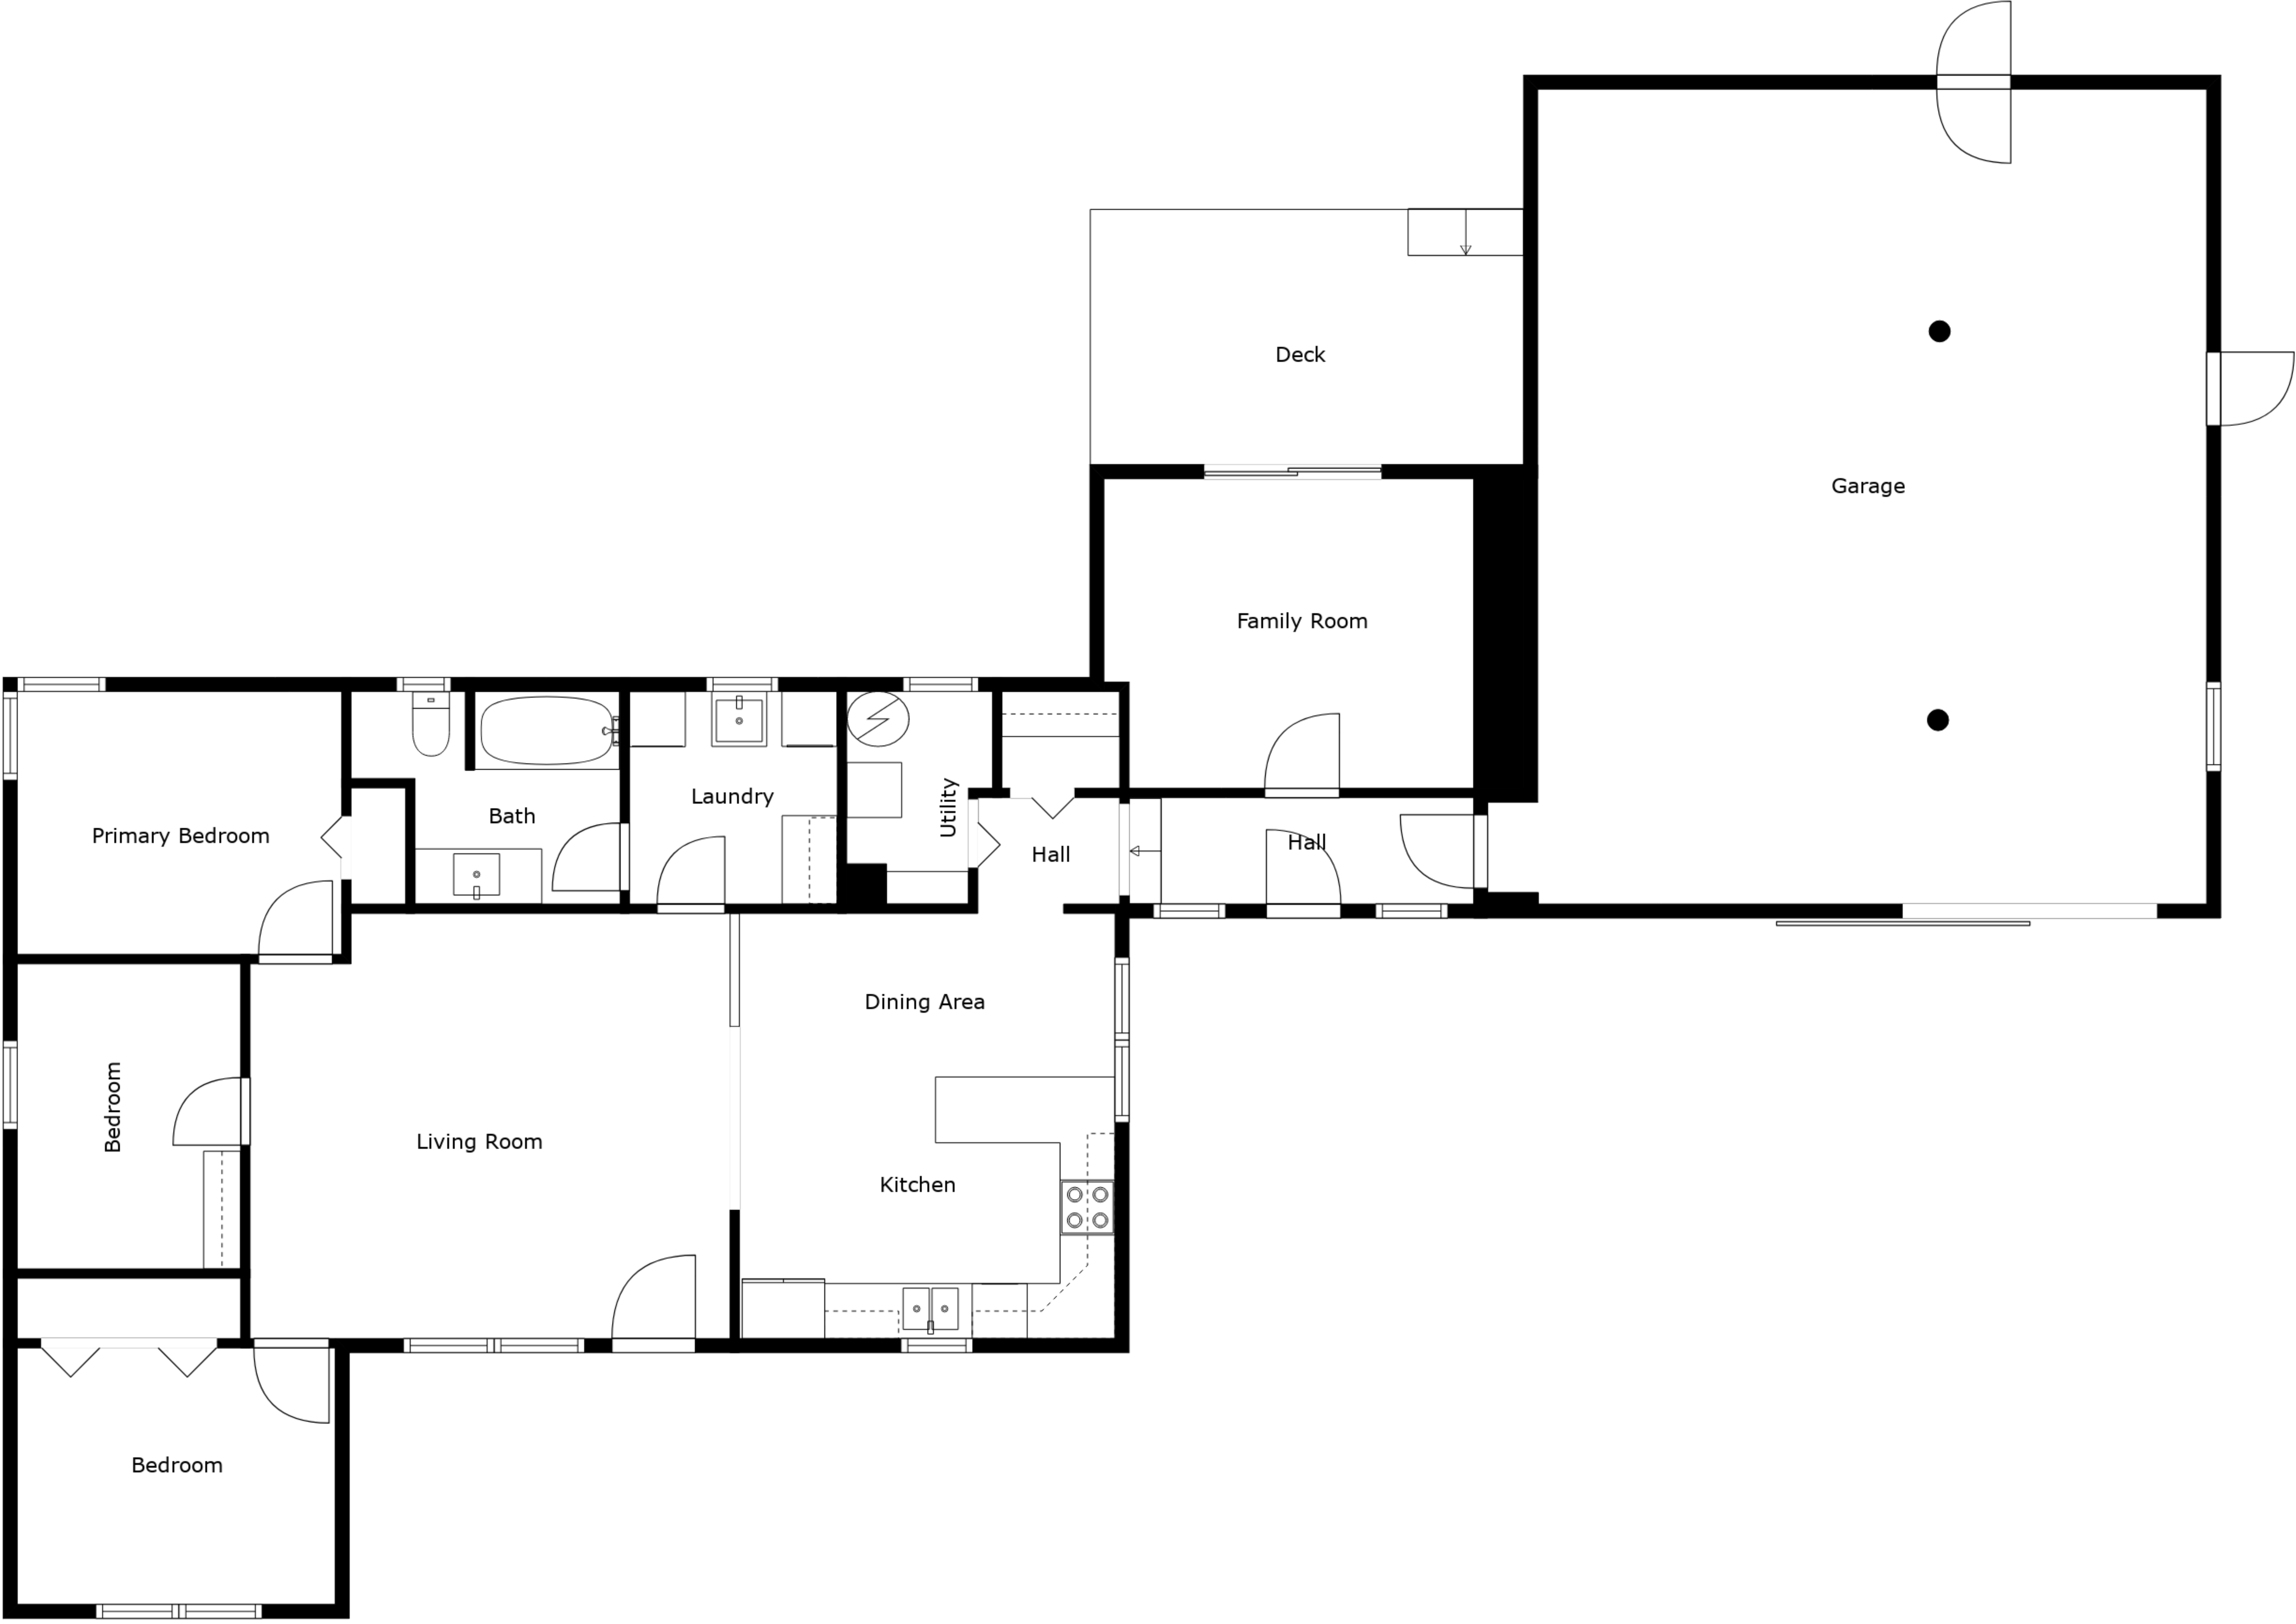 Deck
Garage
Family Room
Laundry
Utility
Bath
Primary Bedroom
Hall
Hall
Dining Area
Bedroom
Living Room
Kitchen
Bedroom